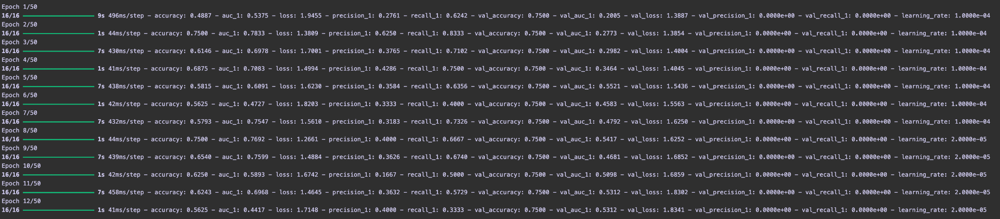 Epoch 1/50
16/16 ━━━━━━━━━━━━━━━━━━━━ 9s 496ms/step - accuracy: 0.4887 - auc_1: 0.5375 - loss: 1.9455 - precision_1: 0.2761 - recall_1: 0.6242 - val_accuracy: 0.7500 - val_auc_1: 0.2005 - val_loss: 1.3887 - val_precision_1: 0.0000e+00 - val_recall_1: 0.0000e+00 - learning_rate: 1.0000e-04
Epoch 2/50
16/16 ━━━━━━━━━━━━━━━━━━━━ 1s 44ms/step - accuracy: 0.7500 - auc_1: 0.7833 - loss: 1.3809 - precision_1: 0.6250 - recall_1: 0.8333 - val_accuracy: 0.7500 - val_auc_1: 0.2773 - val_loss: 1.3854 - val_precision_1: 0.0000e+00 - val_recall_1: 0.0000e+00 - learning_rate: 1.0000e-04
Epoch 3/50
16/16 ━━━━━━━━━━━━━━━━━━━━ 7s 430ms/step - accuracy: 0.6146 - auc_1: 0.6978 - loss: 1.7001 - precision_1: 0.3765 - recall_1: 0.7102 - val_accuracy: 0.7500 - val_auc_1: 0.2982 - val_loss: 1.4004 - val_precision_1: 0.0000e+00 - val_recall_1: 0.0000e+00 - learning_rate: 1.0000e-04
Epoch 4/50
16/16 ━━━━━━━━━━━━━━━━━━━━ 1s 41ms/step - accuracy: 0.6875 - auc_1: 0.7083 - loss: 1.4994 - precision_1: 0.4286 - recall_1: 0.7500 - val_accuracy: 0.7500 - val_auc_1: 0.3464 - val_loss: 1.4045 - val_precision_1: 0.0000e+00 - val_recall_1: 0.0000e+00 - learning_rate: 1.0000e-04
Epoch 5/50
16/16 ━━━━━━━━━━━━━━━━━━━━ 7s 438ms/step - accuracy: 0.5815 - auc_1: 0.6091 - loss: 1.6230 - precision_1: 0.3584 - recall_1: 0.6356 - val_accuracy: 0.7500 - val_auc_1: 0.5521 - val_loss: 1.5436 - val_precision_1: 0.0000e+00 - val_recall_1: 0.0000e+00 - learning_rate: 1.0000e-04
Epoch 6/50
16/16 ━━━━━━━━━━━━━━━━━━━━ 1s 42ms/step - accuracy: 0.5625 - auc_1: 0.4727 - loss: 1.8203 - precision_1: 0.3333 - recall_1: 0.4000 - val_accuracy: 0.7500 - val_auc_1: 0.4583 - val_loss: 1.5563 - val_precision_1: 0.0000e+00 - val_recall_1: 0.0000e+00 - learning_rate: 1.0000e-04
Epoch 7/50
16/16 ━━━━━━━━━━━━━━━━━━━━ 7s 432ms/step - accuracy: 0.5793 - auc_1: 0.7547 - loss: 1.5610 - precision_1: 0.3183 - recall_1: 0.7326 - val_accuracy: 0.7500 - val_auc_1: 0.4792 - val_loss: 1.6250 - val_precision_1: 0.0000e+00 - val_recall_1: 0.0000e+00 - learning_rate: 1.0000e-04
Epoch 8/50
16/16 ━━━━━━━━━━━━━━━━━━━━ 1s 44ms/step - accuracy: 0.7500 - auc_1: 0.7692 - loss: 1.2661 - precision_1: 0.4000 - recall_1: 0.6667 - val_accuracy: 0.7500 - val_auc_1: 0.5417 - val_loss: 1.6252 - val_precision_1: 0.0000e+00 - val_recall_1: 0.0000e+00 - learning_rate: 2.0000e-05
Epoch 9/50
16/16 ━━━━━━━━━━━━━━━━━━━━ 7s 439ms/step - accuracy: 0.6540 - auc_1: 0.7599 - loss: 1.4884 - precision_1: 0.3626 - recall_1: 0.6740 - val_accuracy: 0.7500 - val_auc_1: 0.4681 - val_loss: 1.6852 - val_precision_1: 0.0000e+00 - val_recall_1: 0.0000e+00 - learning_rate: 2.0000e-05
Epoch 10/50
16/16 ━━━━━━━━━━━━━━━━━━━━ 1s 42ms/step - accuracy: 0.6250 - auc_1: 0.5893 - loss: 1.6742 - precision_1: 0.1667 - recall_1: 0.5000 - val_accuracy: 0.7500 - val_auc_1: 0.5098 - val_loss: 1.6859 - val_precision_1: 0.0000e+00 - val_recall_1: 0.0000e+00 - learning_rate: 2.0000e-05
Epoch 11/50
16/16 ━━━━━━━━━━━━━━━━━━━━ 7s 458ms/step - accuracy: 0.6243 - auc_1: 0.6968 - loss: 1.4645 - precision_1: 0.3632 - recall_1: 0.5729 - val_accuracy: 0.7500 - val_auc_1: 0.5312 - val_loss: 1.8302 - val_precision_1: 0.0000e+00 - val_recall_1: 0.0000e+00 - learning_rate: 2.0000e-05
Epoch 12/50
16/16 ━━━━━━━━━━━━━━━━━━━━ 1s 41ms/step - accuracy: 0.5625 - auc_1: 0.4417 - loss: 1.7148 - precision_1: 0.4000 - recall_1: 0.3333 - val_accuracy: 0.7500 - val_auc_1: 0.5312 - val_loss: 1.8341 - val_precision_1: 0.0000e+00 - val_recall_1: 0.0000e+00 - learning_rate: 2.0000e-05